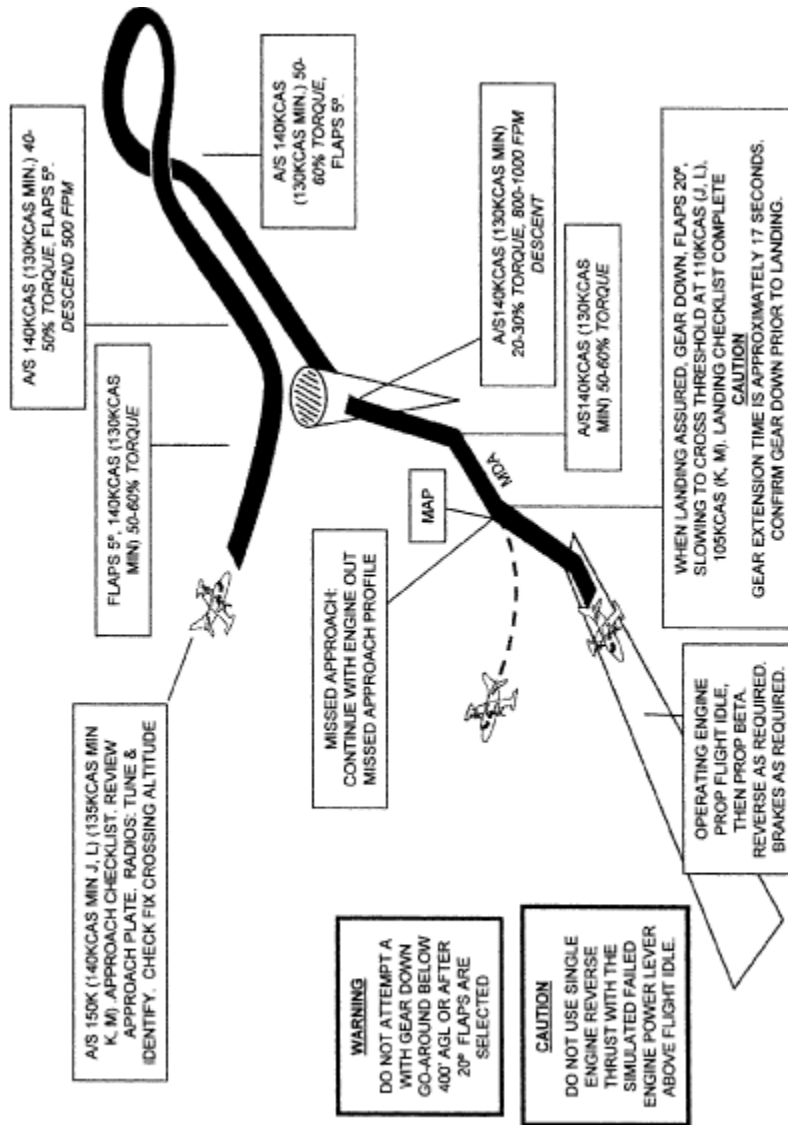 A/S 150K (140KCAS MIN J, L) (135KCAS MIN
K, M) .APPROACH CHECKLIST. REVIEW
APPROACH PLATE. RADIOS: TUNE &
IDENTIFY. CHECK FIX CROSSING ALTITUDE
FLAPS 5º, 140KCAS (130KCAS
MIN) 50-60% TORQUE
A/S 140KCAS (130KCAS MIN.) 40-
50% TORQUE, FLAPS 5º.
DESCEND 500 FPM
A/S 140KCAS
(130KCAS MIN.) 50-
60% TORQUE,
FLAPS 5º.
MISSED APPROACH:
CONTINUE WITH ENGINE OUT
MISSED APPROACH PROFILE
MAP
MDA
A/S140KCAS (130KCAS MIN)
20-30% TORQUE, 800-1000 FPM
DESCENT
A/S140KCAS (130KCAS
MIN) 50-60% TORQUE
WARNING
DO NOT ATTEMPT A
WITH GEAR DOWN
GO-AROUND BELOW
400' AGL OR AFTER
20º FLAPS ARE
SELECTED
CAUTION
DO NOT USE SINGLE
ENGINE REVERSE
THRUST WITH THE
SIMULATED FAILED
ENGINE POWER LEVER
ABOVE FLIGHT IDLE.
OPERATING ENGINE
PROP FLIGHT IDLE,
THEN PROP BETA.
REVERSE AS REQUIRED.
BRAKES AS REQUIRED.
WHEN LANDING ASSURED, GEAR DOWN, FLAPS 20º,
SLOWING TO CROSS THRESHOLD AT 110KCAS (J, L),
105KCAS (K, M). LANDING CHECKLIST COMPLETE
CAUTION
GEAR EXTENSION TIME IS APPROXIMATELY 17 SECONDS.
CONFIRM GEAR DOWN PRIOR TO LANDING.